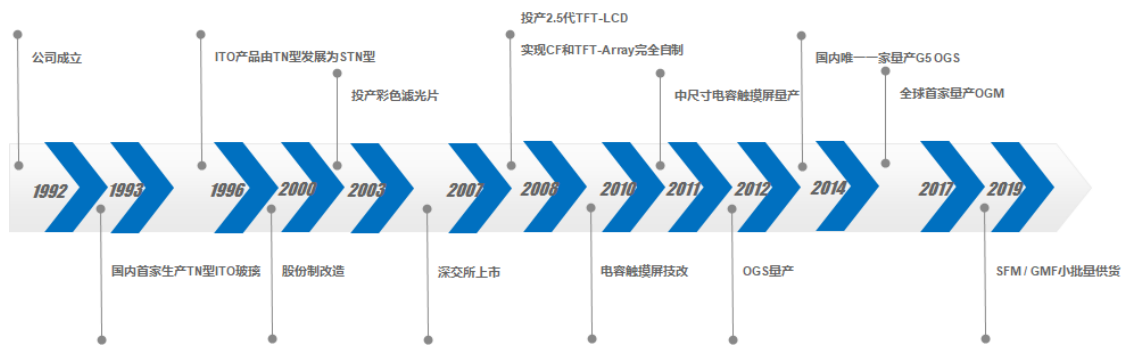 投产2.5代TFT-LCD
公司成立
ITO产品由TN型发展为STN型
实现CF和TFT-Array完全自制
国内唯一一家量产G5 OGS
投产彩色滤光片
中尺寸电容触摸屏量产
全球首家量产OGM
1992
1993
1996
2000
2003
2007
2008
2010
2011
2012
2014
2017
2019
国内首家生产TN型ITO玻璃
股份制改造
深交所上市
电容触摸屏技改
OGS量产
SFM / GMF小批量供货